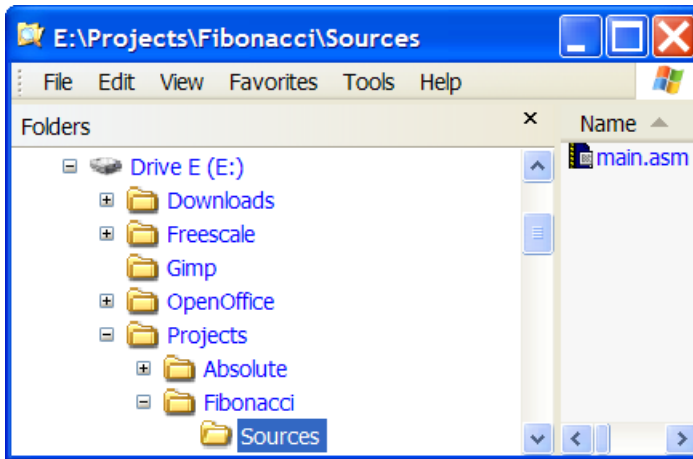 E:\Projects\Fibonacci\Sources
File Edit View Favorites Tools Help
Folders
Name
Drive E (E:)
main.asm
Downloads
Freescale
Gimp
OpenOffice
Projects
Absolute
Fibonacci
Sources